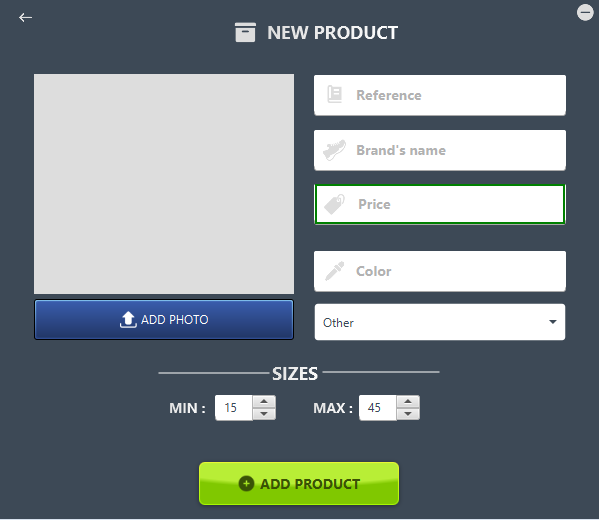 NEW PRODUCT
Reference
Brand's name
Price
Color
ADD PHOTO
Other
SIZES
MIN : 15 MAX : 45
ADD PRODUCT